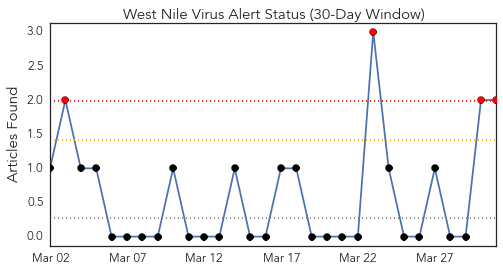 West Nile Virus Alert Status (30-Day Window)
Articles Found
3.0
2.5
2.0
1.5
1.0
0.5
0.0
Mar 02 Mar 07 Mar 12 Mar 17 Mar 22 Mar 27